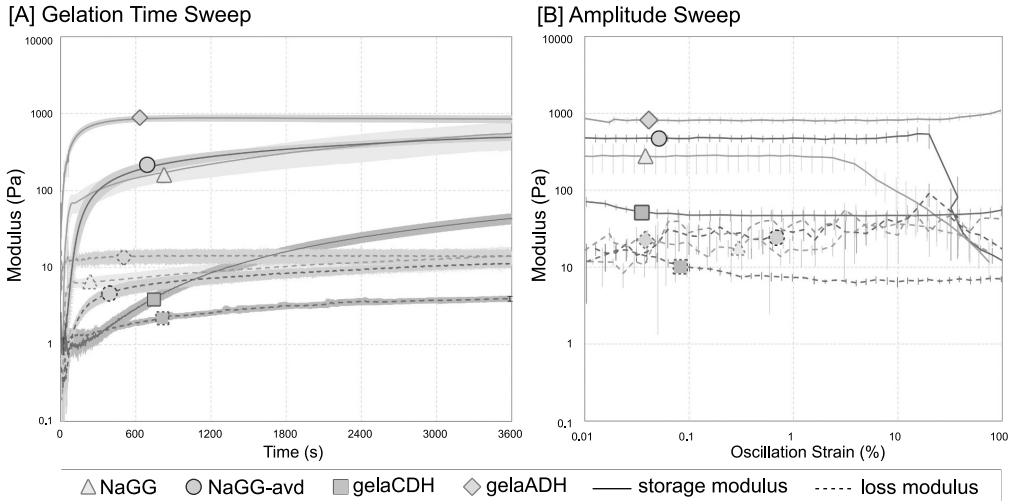 [A] Gelation Time Sweep
[B] Amplitude Sweep
10000
1000
100
10
1
0.1
Modulus (Pa)
0 600 1200 1800 2400 3000 3600
Time (s)
10000
1000
100
10
1
0.1
Modulus (Pa)
0.01 0.1 1 10 100
Oscillation Strain (%)
NaGG NaGG-avd gelaCDH gelaADH storage modulus loss modulus